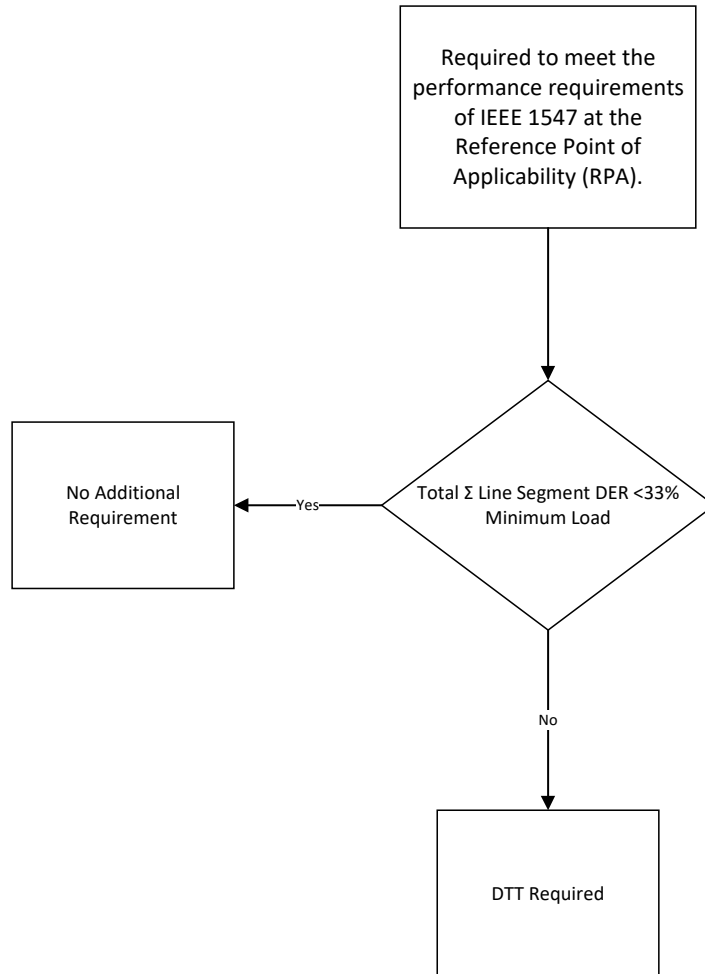 Required to meet the
performance requirements
of IEEE 1547 at the
Reference Point of
Applicability (RPA).
Total Σ Line Segment DER <33%
Minimum Load
Yes
No Additional
Requirement
No
DTT Required